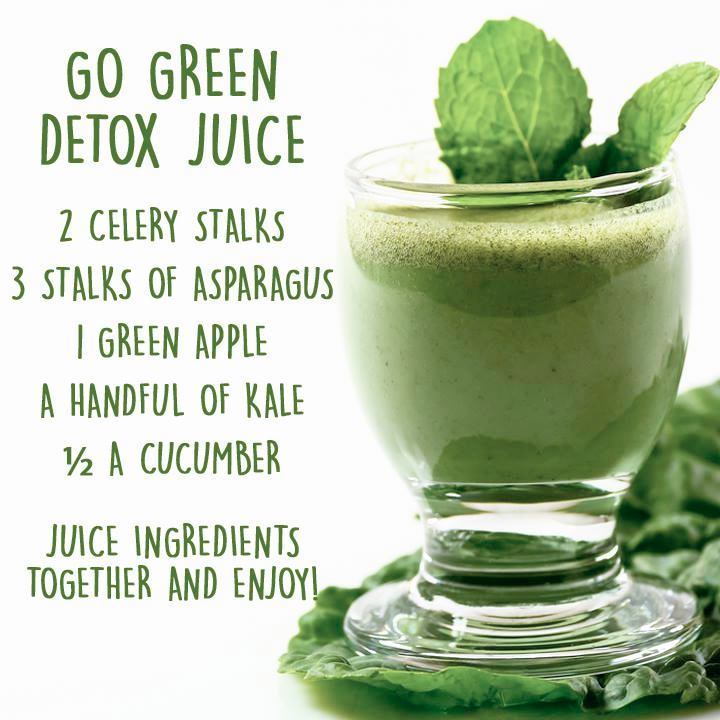 GO GREEN
DETOX JUICE
2 CELERY STALKS
3 STALKS OF ASPARAGUS
1 GREEN APPLE
A HANDFUL OF KALE
½ A CUCUMBER
JUICE INGREDIENTS
TOGETHER AND ENJOY!